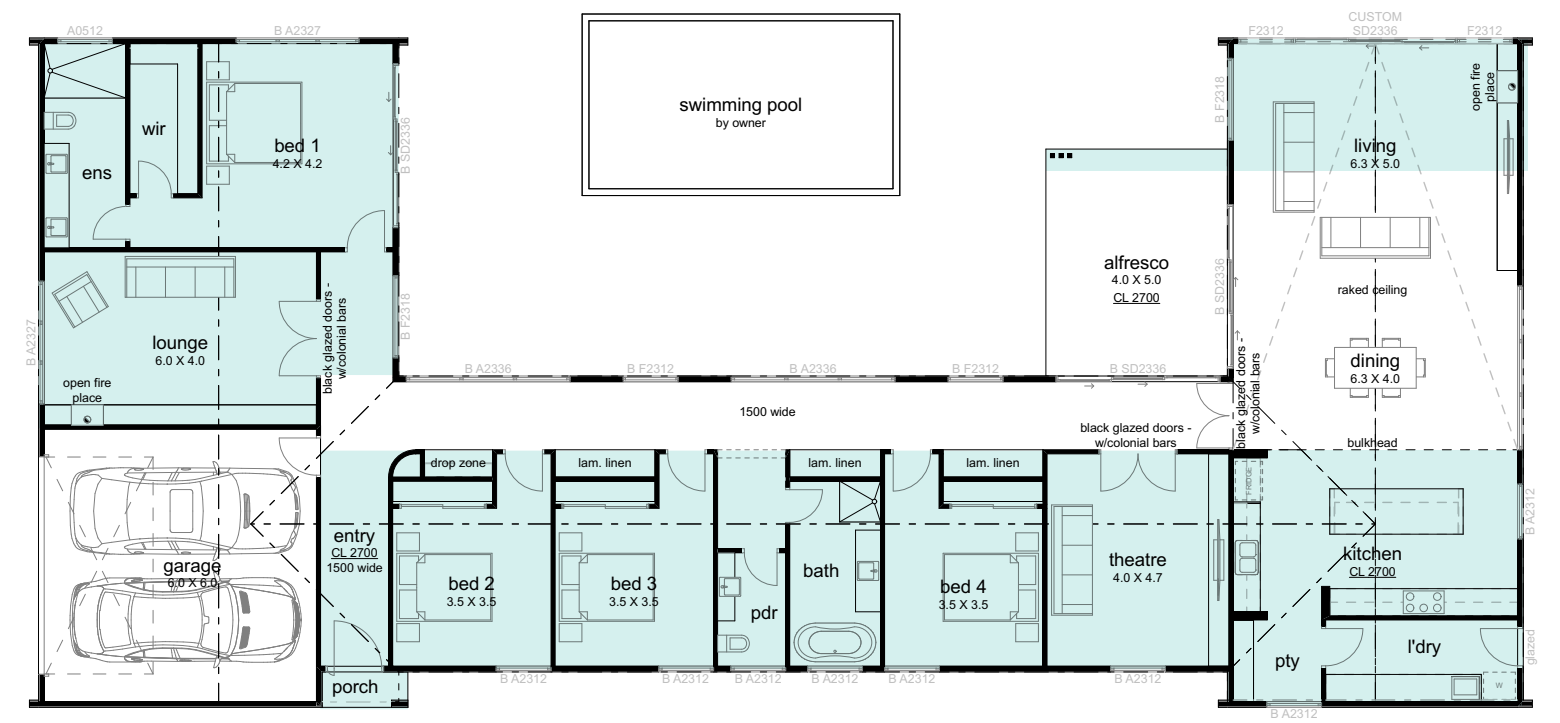 A0512
B A2327
CUSTOM
F2312
SD2336
F2312
swimming pool
by owner
open fire
place
B F2318
wir
bed 1
4.2 X 4.2
B SD2336
ens
living
6.3 X 5.0
alfresco
4.0 X 5.0
CL 2700
B SD2336
raked ceiling
B A2327
lounge
6.0 X 4.0
black glazed doors -
w/colonial bars
B F2318
open fire
place
B A2336
B F2312
B A2336
B F2312
B SD2336
dining
6.3 X 4.0
black glazed doors -
w/colonial bars
1500 wide
black glazed doors -
w/colonial bars
bulkhead
drop zone
lam. linen
lam. linen
lam. linen
FRIDGE
B A2312
entry
CL 2700
1500 wide
garage
6.0 X 6.0
bed 2
3.5 X 3.5
bed 3
3.5 X 3.5
pdr
bath
bed 4
3.5 X 3.5
theatre
4.0 X 4.7
kitchen
CL 2700
pty
l'dry
glazed
W
porch
B A2312
B A2312
B A2312
B A2312
B A2312
B A2312
B A2312